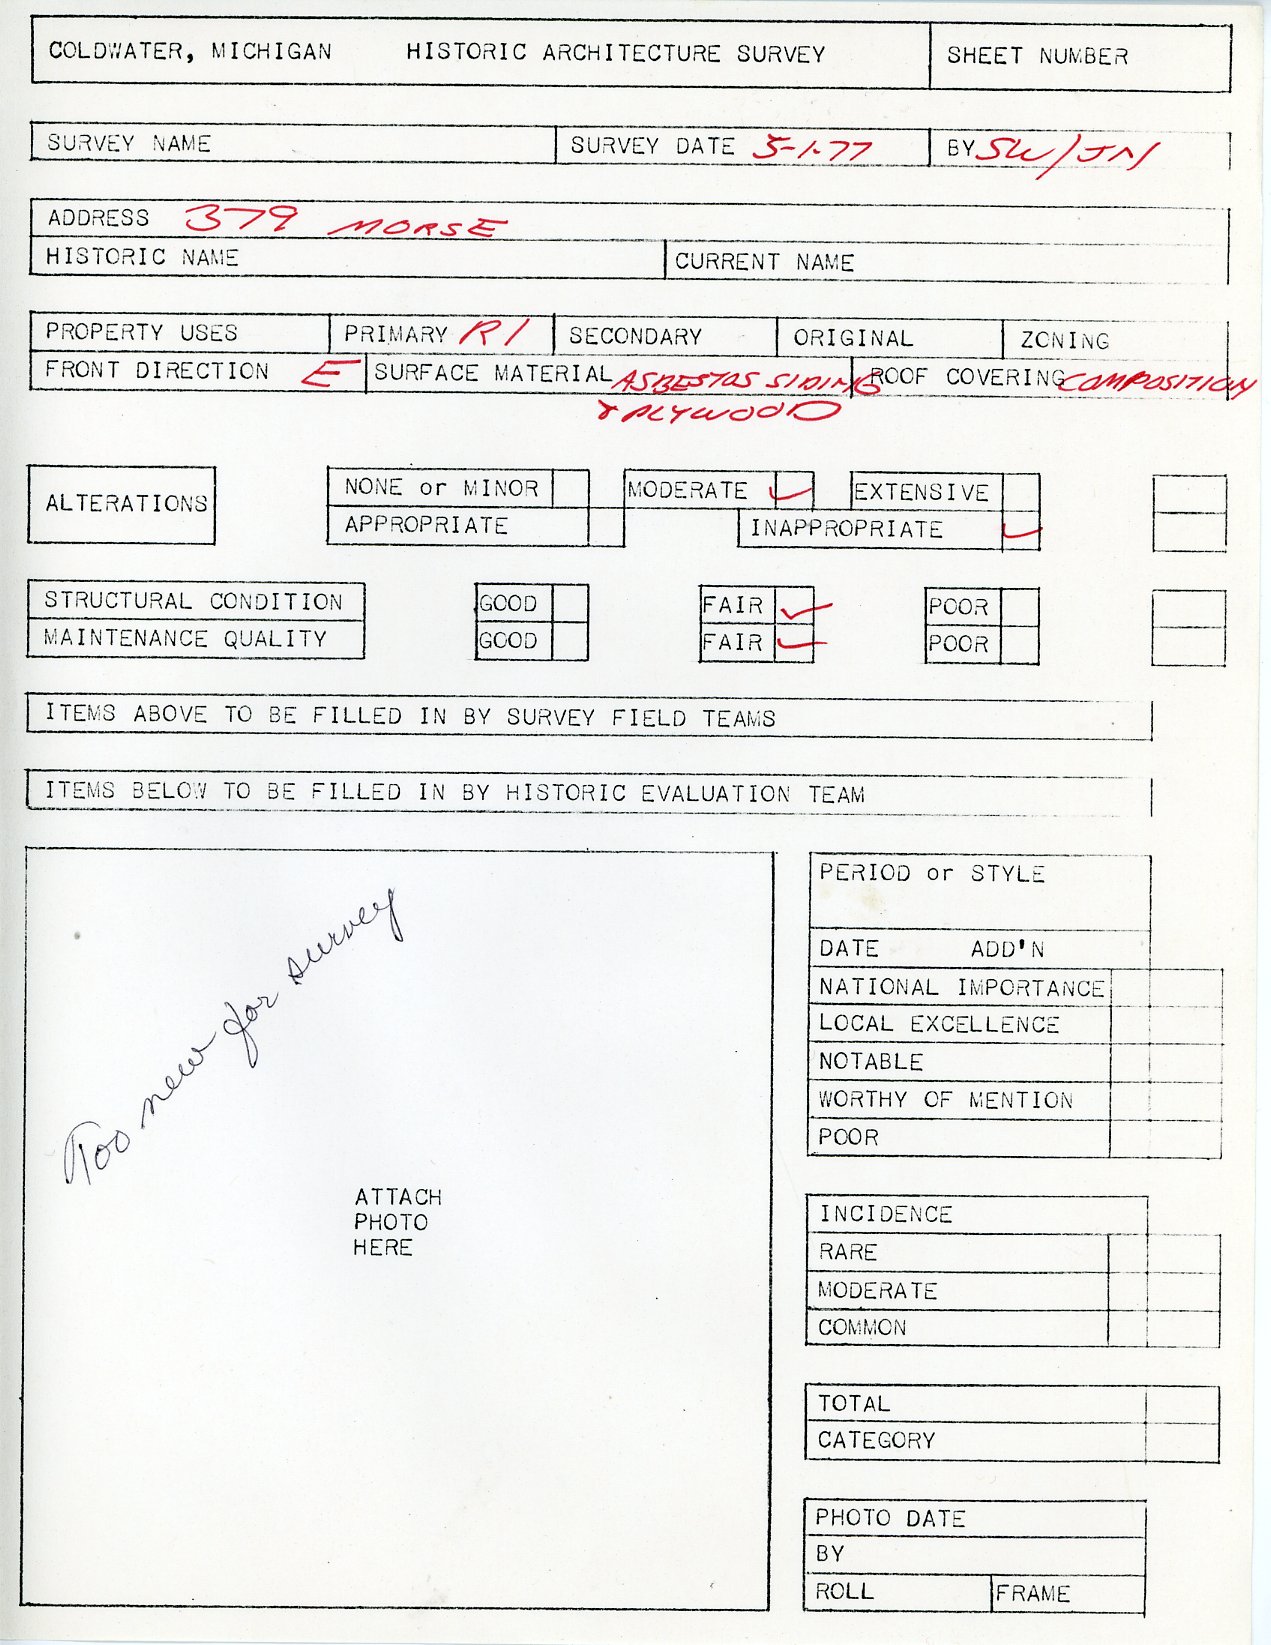 COLDWATER, MICHIGAN HISTORIC ARCHITECTURE SURVEY SHEET NUMBER
SURVEY NAME SURVEY DATE 5-1-77 BY SW/JN
ADDRESS 379 MORSE
HISTORIC NAME CURRENT NAME
PROPERTY USES PRIMARY R1 SECONDARY ORIGINAL ZONING
FRONT DIRECTION E SURFACE MATERIAL ASBESTOS SIDING ROOF COVERING COMPOSITION
& PLYWOOD
ALTERATIONS NONE or MINOR MODERATE ✓ EXTENSIVE
APPROPRIATE INAPPROPRIATE ✓
STRUCTURAL CONDITION GOOD FAIR ✓ POOR
MAINTENANCE QUALITY GOOD FAIR ✓ POOR
ITEMS ABOVE TO BE FILLED IN BY SURVEY FIELD TEAMS
ITEMS BELOW TO BE FILLED IN BY HISTORIC EVALUATION TEAM
Too new for survey
ATTACH
PHOTO
HERE
PERIOD or STYLE
DATE ADD'N
NATIONAL IMPORTANCE
LOCAL EXCELLENCE
NOTABLE
WORTHY OF MENTION
POOR
INCIDENCE
RARE
MODERATE
COMMON
TOTAL
CATEGORY
PHOTO DATE
BY
ROLL FRAME